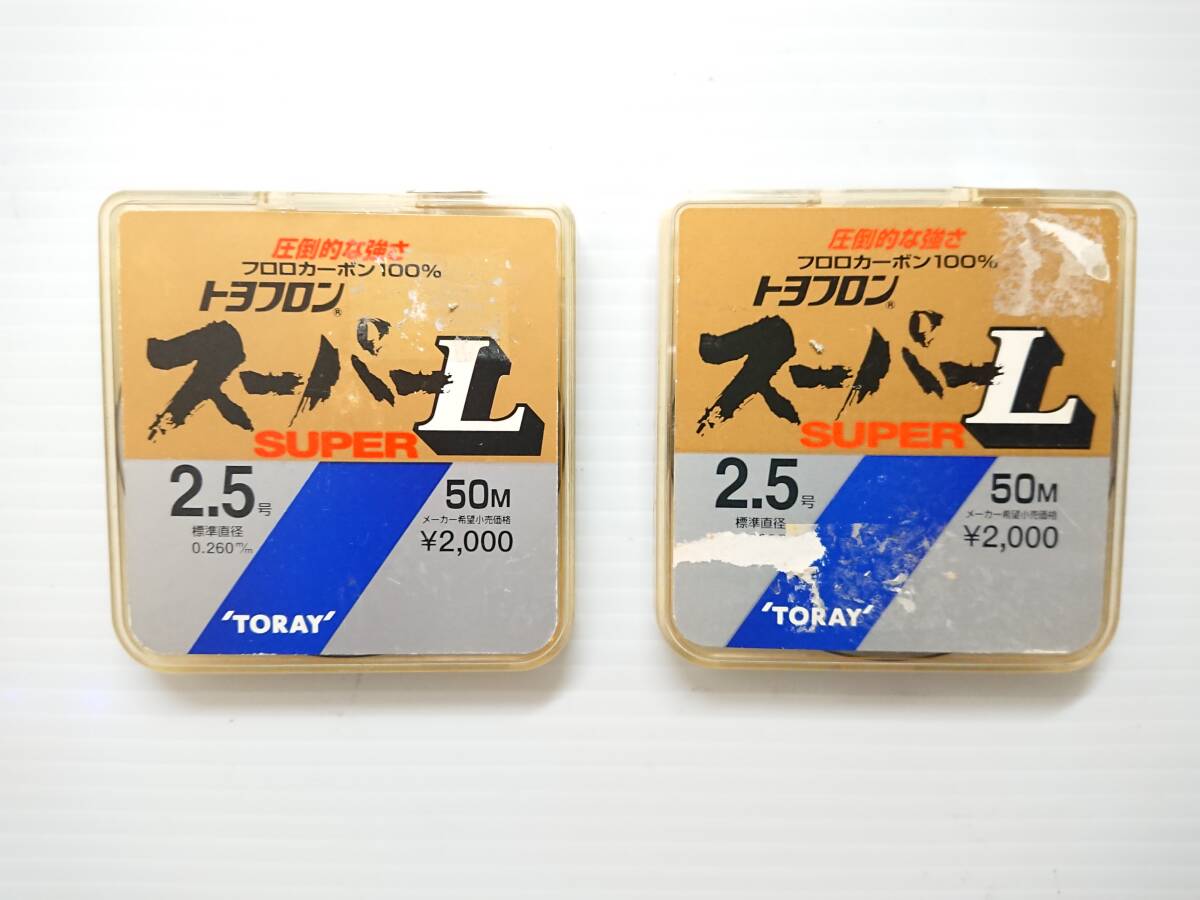 圧倒的な強さ
フロロカーボン100%
トヨフロン®
スーパーL
SUPER
2.5号
50M
標準直径
0.260m/m
メーカー希望小売価格
¥2,000
'TORAY'
圧倒的な強さ
フロロカーボン100%
トヨフロン
スーパーL
SUPER
2.5号
50M
標準直径
メーカー希望小売価格
¥2,000
'TORAY'